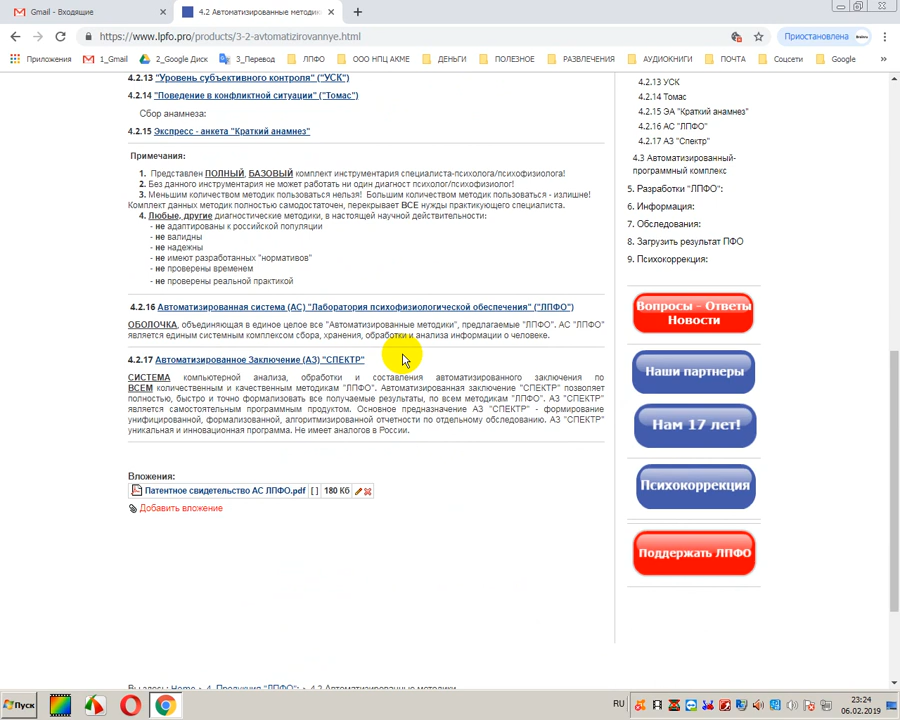 Gmail - Входящие
4.2 Автоматизированные методик
https://www.lpfo.pro/products/3-2-avtomatizirovannye.html
Приостановлена
Приложения
1_Gmail
2_Google Диск
3_Перевод
ЛПФО
ООО НПЦ АКМЕ
ДЕНЬГИ
ПОЛЕЗНОЕ
РАЗВЛЕЧЕНИЯ
ПОЧТА
АУДИОКНИГИ
Соцсети
Google
»
4.2.13 "Уровень субъективного контроля" ("УСК")
4.2.14 "Поведение в конфликтной ситуации" ("Томас")
Сбор анамнеза:
4.2.15 Экспресс - анкета "Краткий анамнез"
Примечания:
1. Представлен ПОЛНЫЙ, БАЗОВЫЙ комплект инструментария специалиста-психолога/психофизиолога!
2. Без данного инструментария не может работать ни один диагност психолог/психофизиолог!
3. Меньшим количеством методик пользоваться нельзя! Большим количеством методик пользоваться - излишне!
Комплект данных методик полностью самодостаточен, перекрывает ВСЕ нужды практикующего специалиста.
4. Любые, другие диагностические методики, в настоящей научной действительности:
- не адаптированы к российской популяции
- не валидны
- не надежны
- не имеют разработанных "нормативов"
- не проверены временем
- не проверены реальной практикой
4.2.16 Автоматизированная система (АС) "Лаборатория психофизиологической обеспечения" ("ЛПФО")
ОБОЛОЧКА, объединяющая в единое целое все "Автоматизированные методики", предлагаемые "ЛПФО". АС "ЛПФО"
является единым системным комплексом сбора, хранения, обработки и анализа информации о человеке.
4.2.17 Автоматизированное Заключение (АЗ) "СПЕКТР"
СИСТЕМА компьютерной анализа, обработки и составления автоматизированного заключения по
ВСЕМ количественным и качественным методикам "ЛПФО". Автоматизированная заключение "СПЕКТР" позволяет
полностью, быстро и точно формализовать все получаемые результаты, по всем методикам "ЛПФО". АЗ "СПЕКТР"
является самостоятельным программным продуктом. Основное предназначение АЗ "СПЕКТР" - формирование
унифицированной, формализованной, алгоритмизированной отчетности по отдельному обследованию. АЗ "СПЕКТР"
уникальная и инновационная программа. Не имеет аналогов в России.
Вложения:
Патентное свидетельство АС ЛПФО.pdf [ ] 180 Кб
Добавить вложение
4.2.13 УСК
4.2.14 Томас
4.2.15 ЭА "Краткий анамнез"
4.2.16 АС "ЛПФО"
4.2.17 АЗ "Спектр"
4.3 Автоматизированный-
программный комплекс
5. Разработки "ЛПФО":
6. Информация:
7. Обследования:
8. Загрузить результат ПФО
9. Психокоррекция:
Вопросы - Ответы
Новости
Наши партнеры
Нам 17 лет!
Психокоррекция
Поддержать ЛПФО
Вы здесь: Home ▸ 4. Продукция "ЛПФО": ▸ 4.2 Автоматизированные методики
Пуск
RU
23:24
06.02.2019